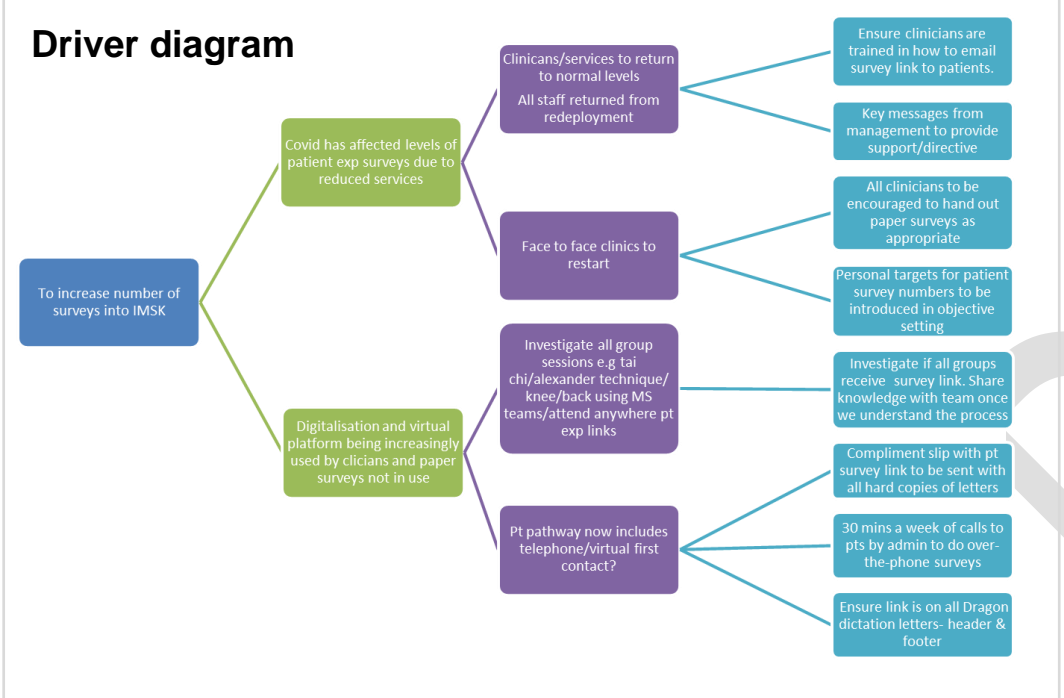 Driver diagram
To increase number of
surveys into IMSK
Covid has affected levels of
patient exp surveys due to
reduced services
Digitalisation and virtual
platform being increasingly
used by clicians and paper
surveys not in use
Clinicans/services to return
to normal levels
All staff returned from
redeployment
Face to face clinics to
restart
Investigate all group
sessions e.g tai
chi/alexander technique/
knee/back using MS
teams/attend anywhere pt
exp links
Pt pathway now includes
telephone/virtual first
contact?
Ensure clinicians are
trained in how to email
survey link to patients.
Key messages from
management to provide
support/directive
All clinicians to be
encouraged to hand out
paper surveys as
appropriate
Personal targets for patient
survey numbers to be
introduced in objective
setting
Investigate if all groups
receive survey link. Share
knowledge with team once
we understand the process
Compliment slip with pt
survey link to be sent with
all hard copies of letters
30 mins a week of calls to
pts by admin to do over-
the-phone surveys
Ensure link is on all Dragon
dictation letters- header &
footer